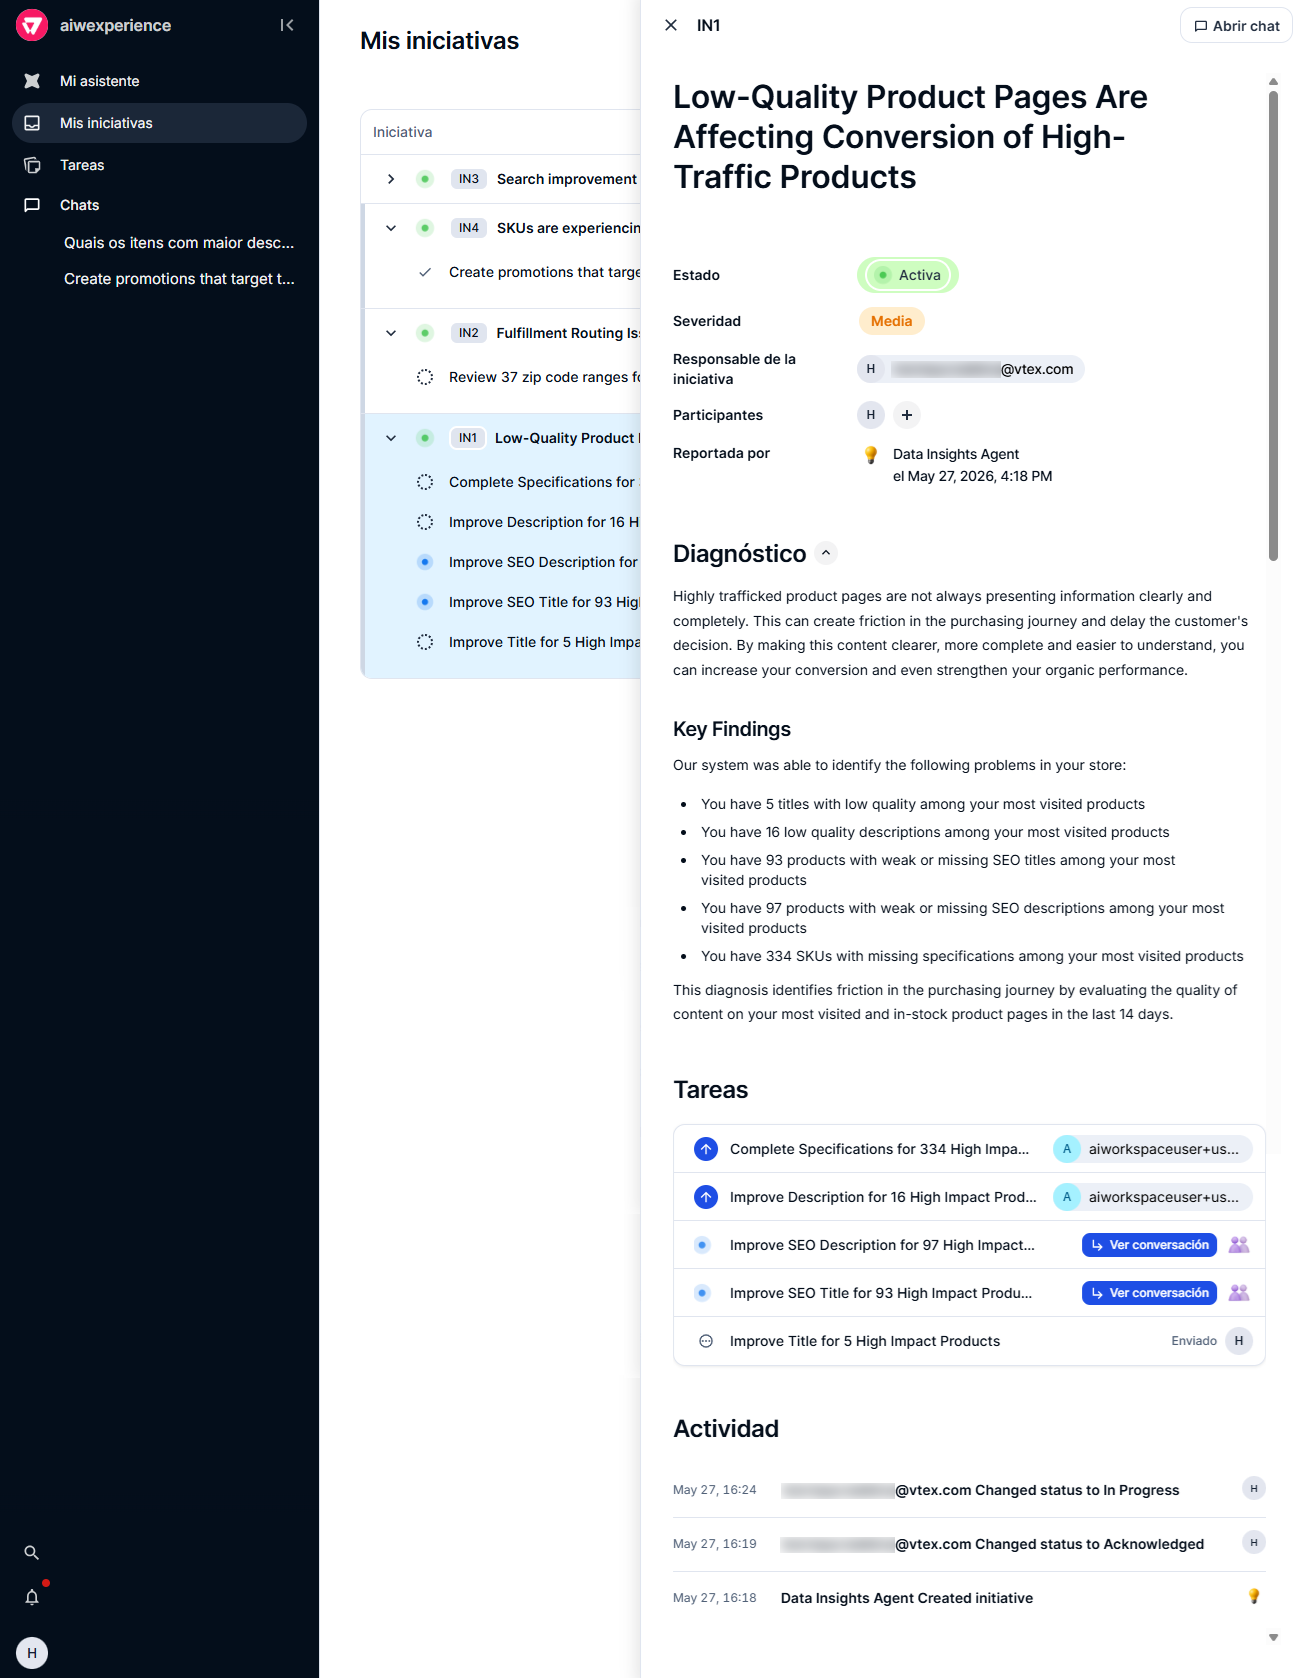 aiwexperience
Mi asistente
Mis iniciativas
Tareas
Chats
Quais os itens com maior desc...
Create promotions that target t...
H
Mis iniciativas
Iniciativa
IN3 Search improvement
IN4 SKUs are experiencin
Create promotions that targe
IN2 Fulfillment Routing Is
Review 37 zip code ranges fo
IN1 Low-Quality Product
Complete Specifications for
Improve Description for 16 H
Improve SEO Description for
Improve SEO Title for 93 Hig
Improve Title for 5 High Impa
IN1
Abrir chat
Low-Quality Product Pages Are
Affecting Conversion of High-
Traffic Products
Estado Activa
Severidad Media
Responsable de la
iniciativa
H @vtex.com
Participantes H +
Reportada por Data Insights Agent
el May 27, 2026, 4:18 PM
Diagnóstico
Highly trafficked product pages are not always presenting information clearly and
completely. This can create friction in the purchasing journey and delay the customer's
decision. By making this content clearer, more complete and easier to understand, you
can increase your conversion and even strengthen your organic performance.
Key Findings
Our system was able to identify the following problems in your store:
• You have 5 titles with low quality among your most visited products
• You have 16 low quality descriptions among your most visited products
• You have 93 products with weak or missing SEO titles among your most
visited products
• You have 97 products with weak or missing SEO descriptions among your most
visited products
• You have 334 SKUs with missing specifications among your most visited products
This diagnosis identifies friction in the purchasing journey by evaluating the quality of
content on your most visited and in-stock product pages in the last 14 days.
Tareas
Complete Specifications for 334 High Impa... A aiworkspaceuser+us...
Improve Description for 16 High Impact Prod... A aiworkspaceuser+us...
Improve SEO Description for 97 High Impact... Ver conversación
Improve SEO Title for 93 High Impact Produ... Ver conversación
Improve Title for 5 High Impact Products Enviado H
Actividad
May 27, 16:24 @vtex.com Changed status to In Progress H
May 27, 16:19 @vtex.com Changed status to Acknowledged H
May 27, 16:18 Data Insights Agent Created initiative